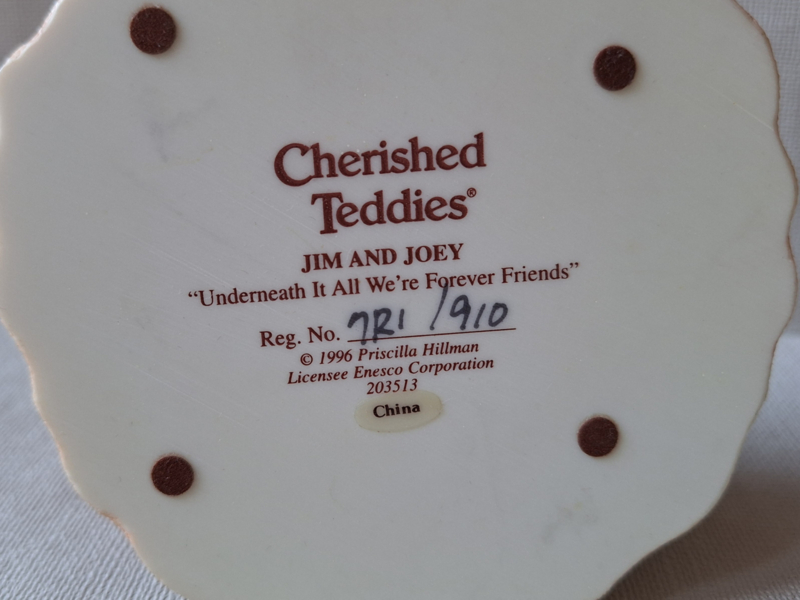 Cherished
Teddies®
JIM AND JOEY
“Underneath It All We're Forever Friends”
Reg. No. 7R1/910
© 1996 Priscilla Hillman
Licensee Enesco Corporation
203513
China